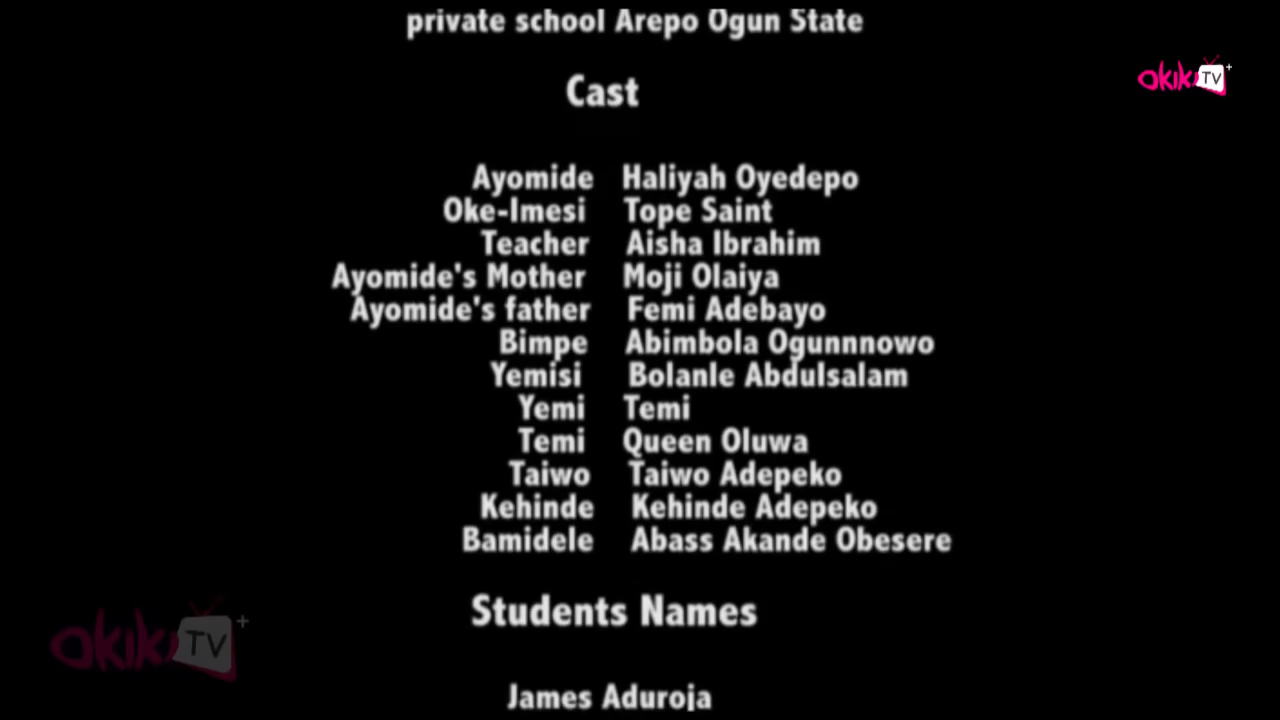 private school Arepo Ogun State
okiki TV+
Cast
Ayomide Haliyah Oyedepo
Oke-Imesi Tope Saint
Teacher Aisha Ibrahim
Ayomide's Mother Moji Olaiya
Ayomide's father Femi Adebayo
Bimpe Abimbola Ogunnnowo
Yemisi Bolanle Abdulsalam
Yemi Temi
Temi Queen Oluwa
Taiwo Taiwo Adepeko
Kehinde Kehinde Adepeko
Bamidele Abass Akande Obesere
Students Names
okiki TV+
James Aduroja